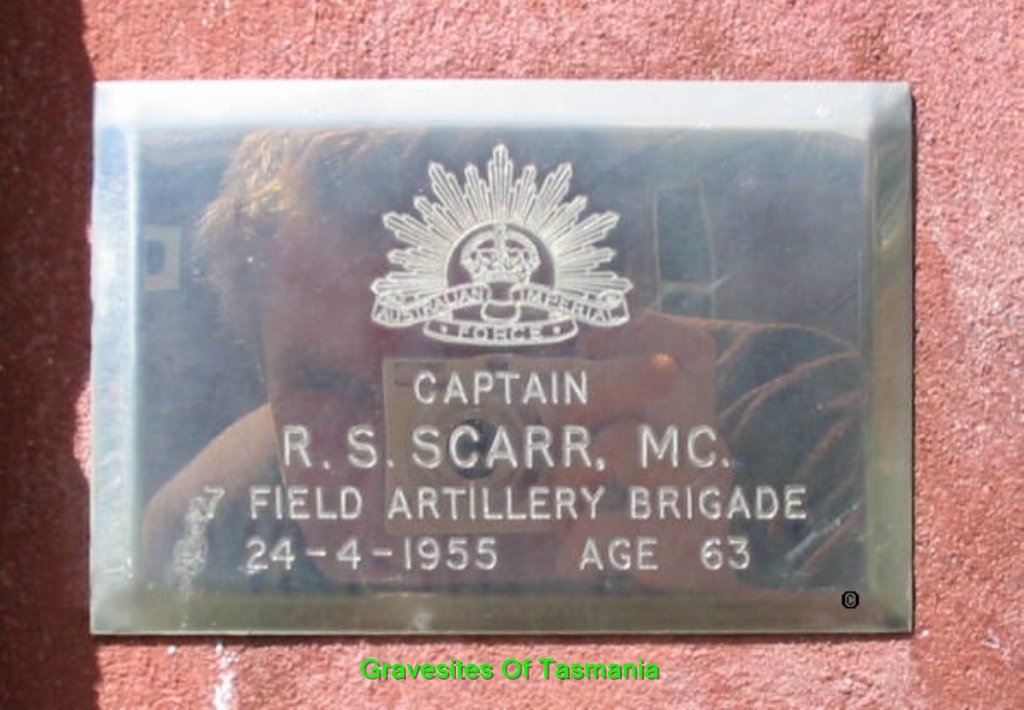 AUSTRALIAN IMPERIAL
FORCE
CAPTAIN
R. S. SCARR, MC.
7 FIELD ARTILLERY BRIGADE
24-4-1955 AGE 63
©
Gravesites Of Tasmania